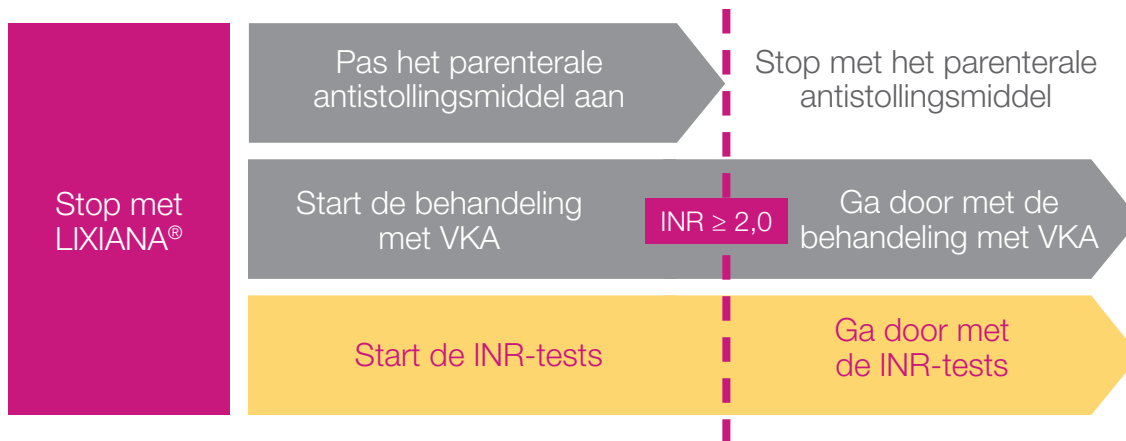 Stop met
LIXIANA®
Pas het parenterale
antistollingsmiddel aan
Stop met het parenterale
antistollingsmiddel
Start de behandeling
met VKA
INR ≥ 2,0
Ga door met de
behandeling met VKA
Start de INR-tests
Ga door met
de INR-tests